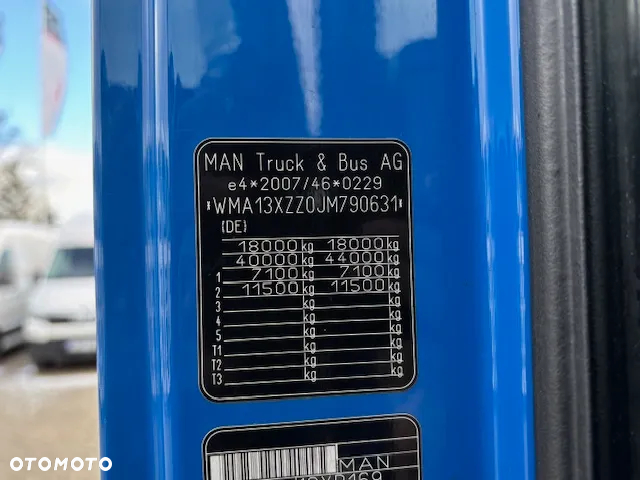 MAN Truck & Bus AG
e4*2007/46*0229
*WMA13XZZ0JM790631*
(DE)
18000 kg 18000 kg
40000 kg 44000 kg
1 7100 kg 7100 kg
2 11500 kg 11500 kg
3 kg kg
4 kg kg
5 kg kg
T1 kg kg
T2 kg kg
T3 kg kg
MAN
OTOMOTO